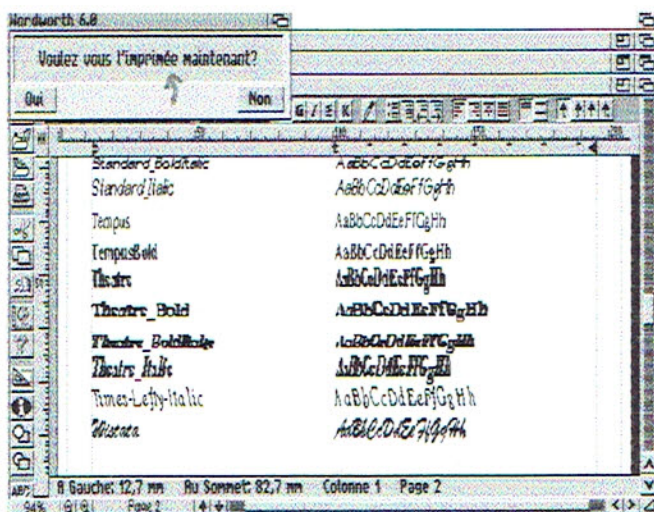 Wordworth 6.0
Voulez vous l'imprimée maintenant?
Oui Non
G I S K
Standard_BoldItalic AaBbCcDdEeFfGgHh
Standard_Italic AaBbCcDdEeFfGgHh
Tempus AaBbCcDdEeFfGgHh
TempusBold AaBbCcDdEeFfGgHh
Theatre AaBbCcDdEeFfGgHh
Theatre_Bold AaBbCcDdEeFfGgHh
Theatre_BoldItalic AaBbCcDdEeFfGgHh
Theatre_Italic AaBbCcDdEeFfGgHh
Times-Lefty-Italic AaBbCcDdEeFfGgHh
AaBbCcDdEeFfGgHh
A Gauche: 12,7 mm Au Sommet: 82,7 mm Colonne 1 Page 2
94% Page 2